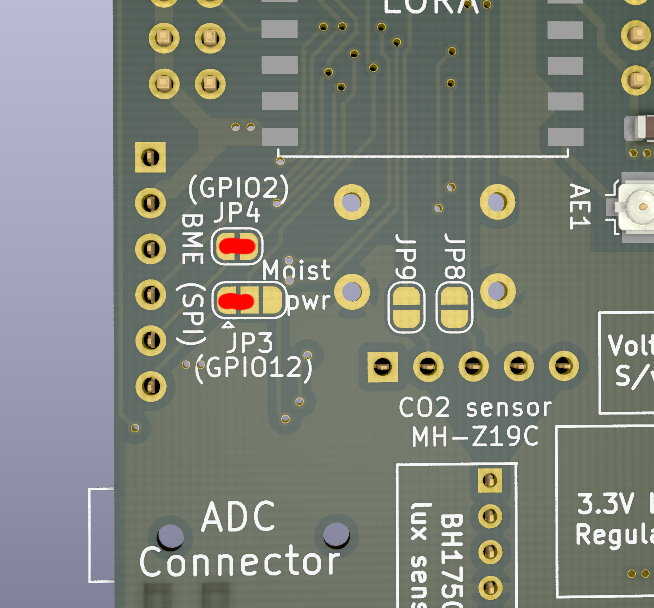 LORA
(GPIO2)
JP4
BME
(SPI)
Moist
pwr
JP3
(GPIO12)
JP9
JP8
AE1
CO2 sensor
MH-Z19C
ADC
Connector
BH1750
lux sens
Volt
S/
3.3V
Regula